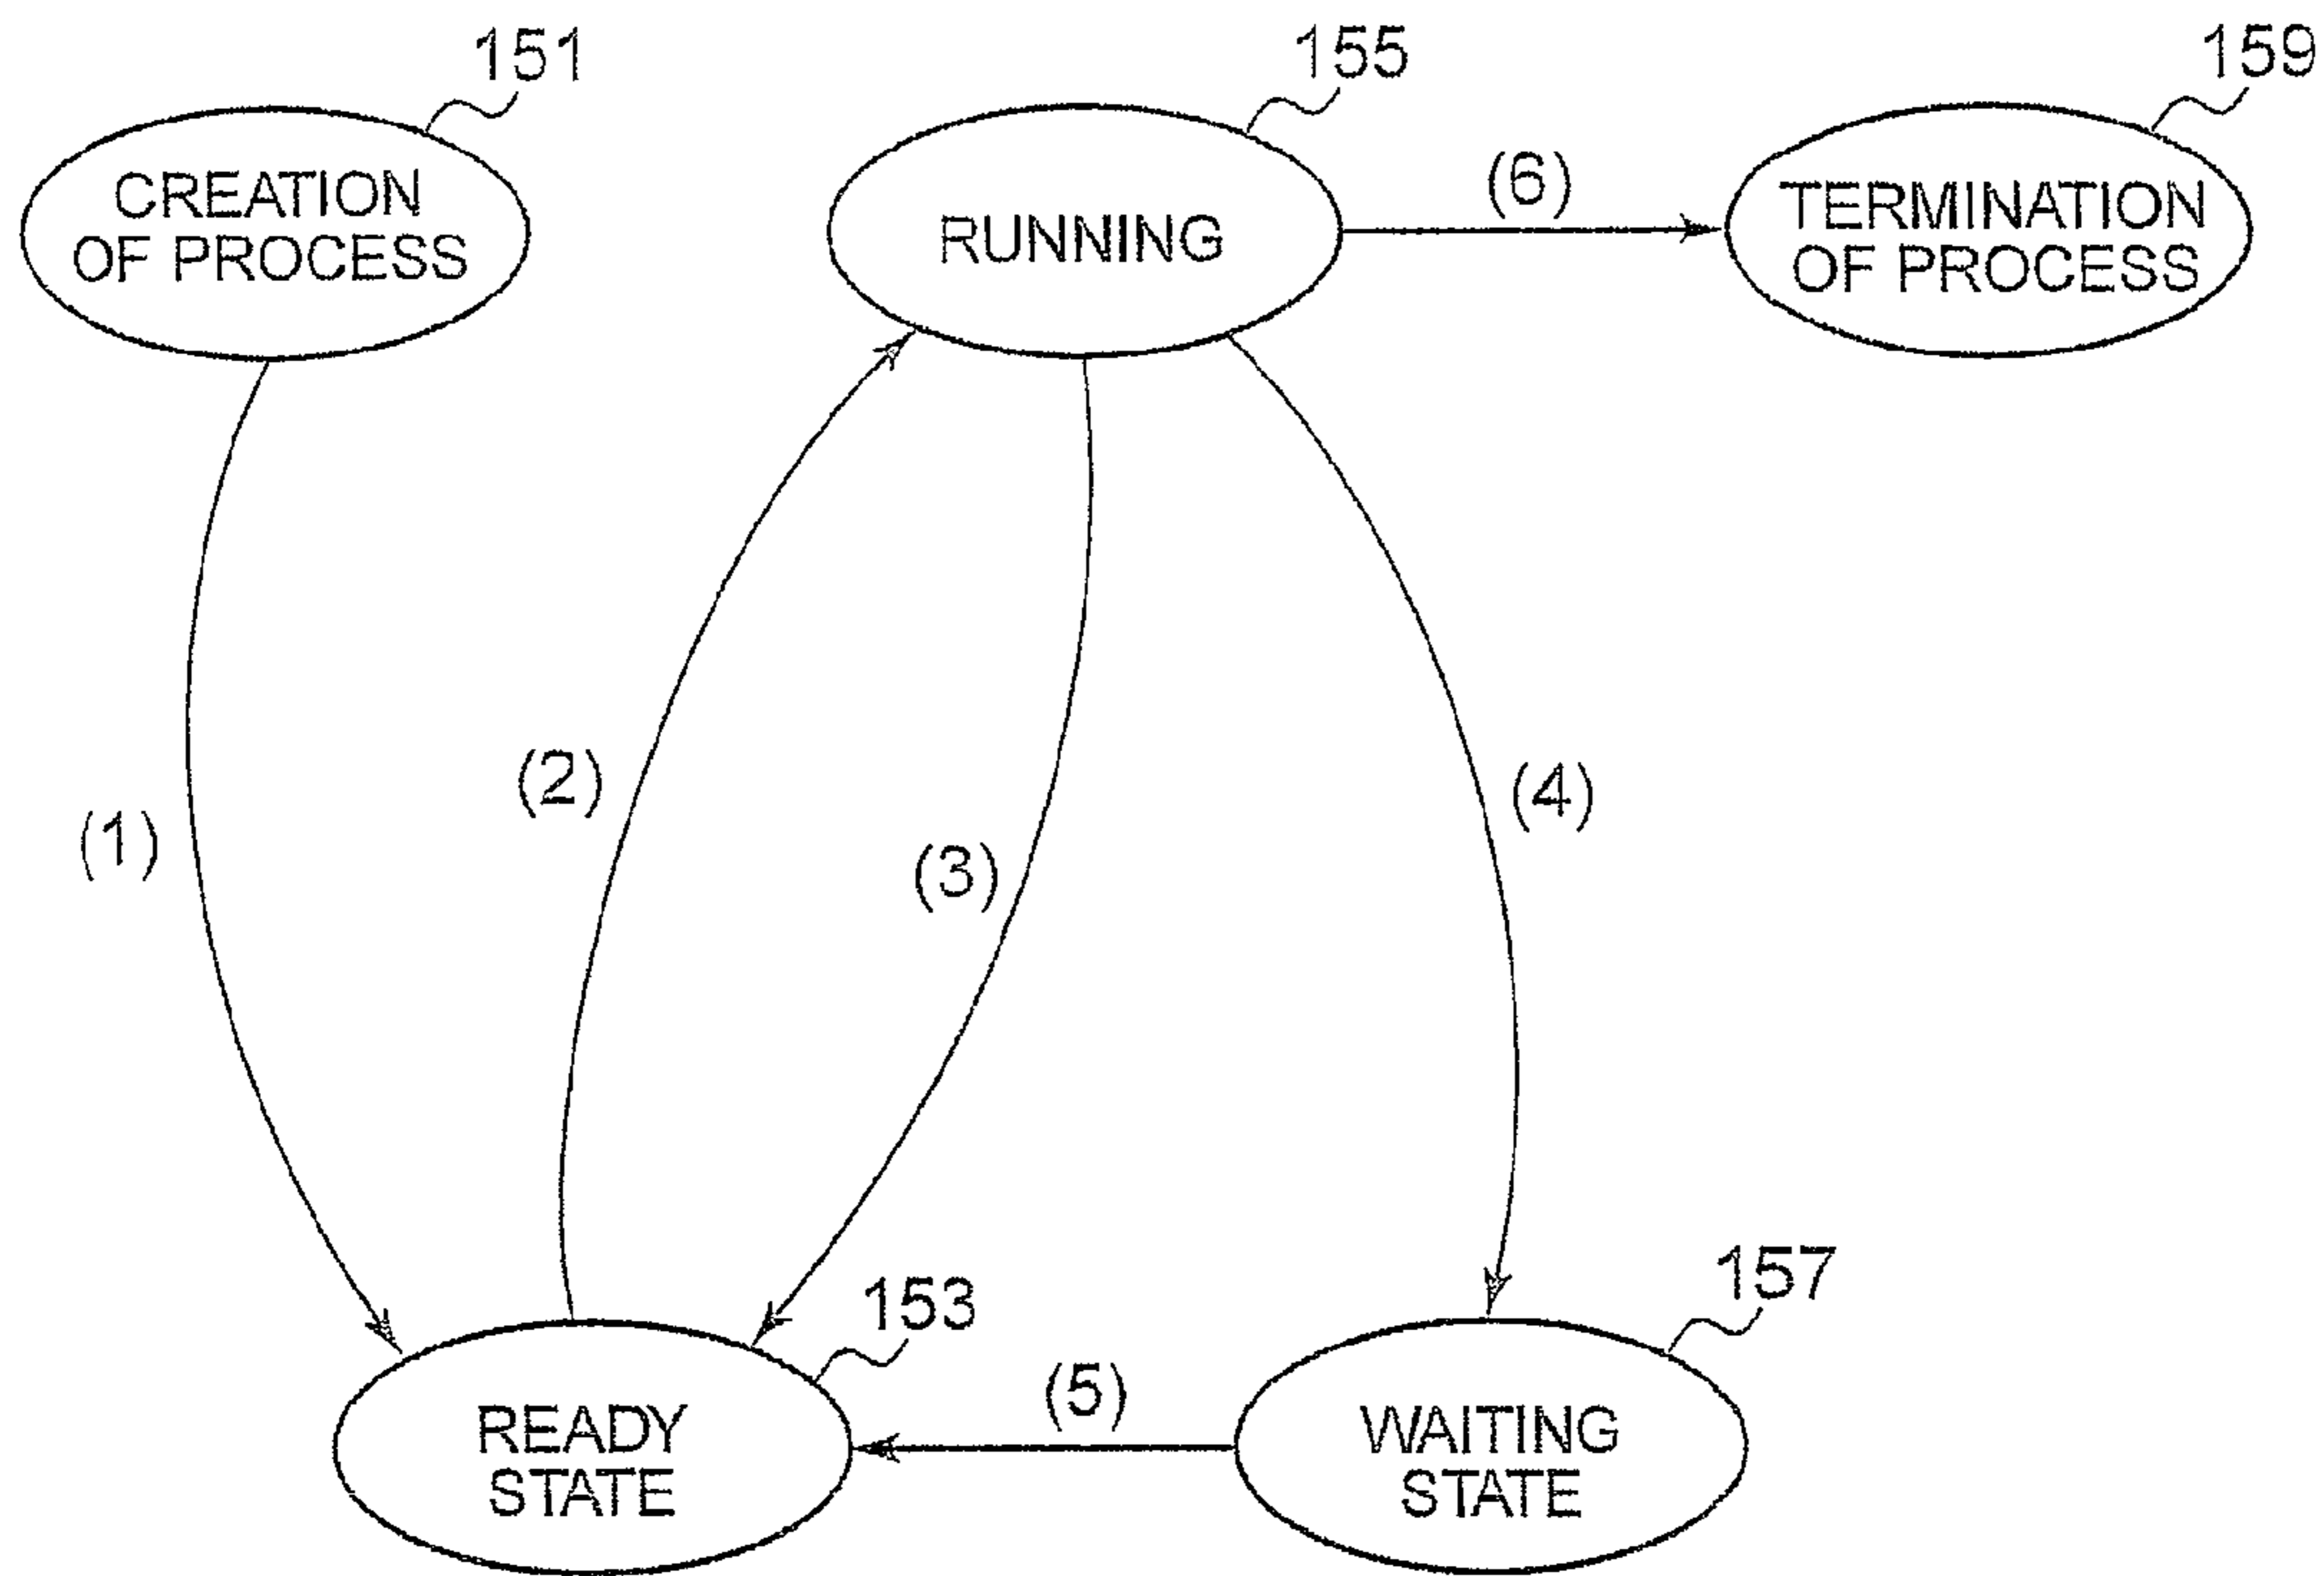 151
155
159
CREATION
OF PROCESS
RUNNING
(6)
TERMINATION
OF PROCESS
(1)
(2)
(3)
(4)
153
157
READY
STATE
(5)
WAITING
STATE